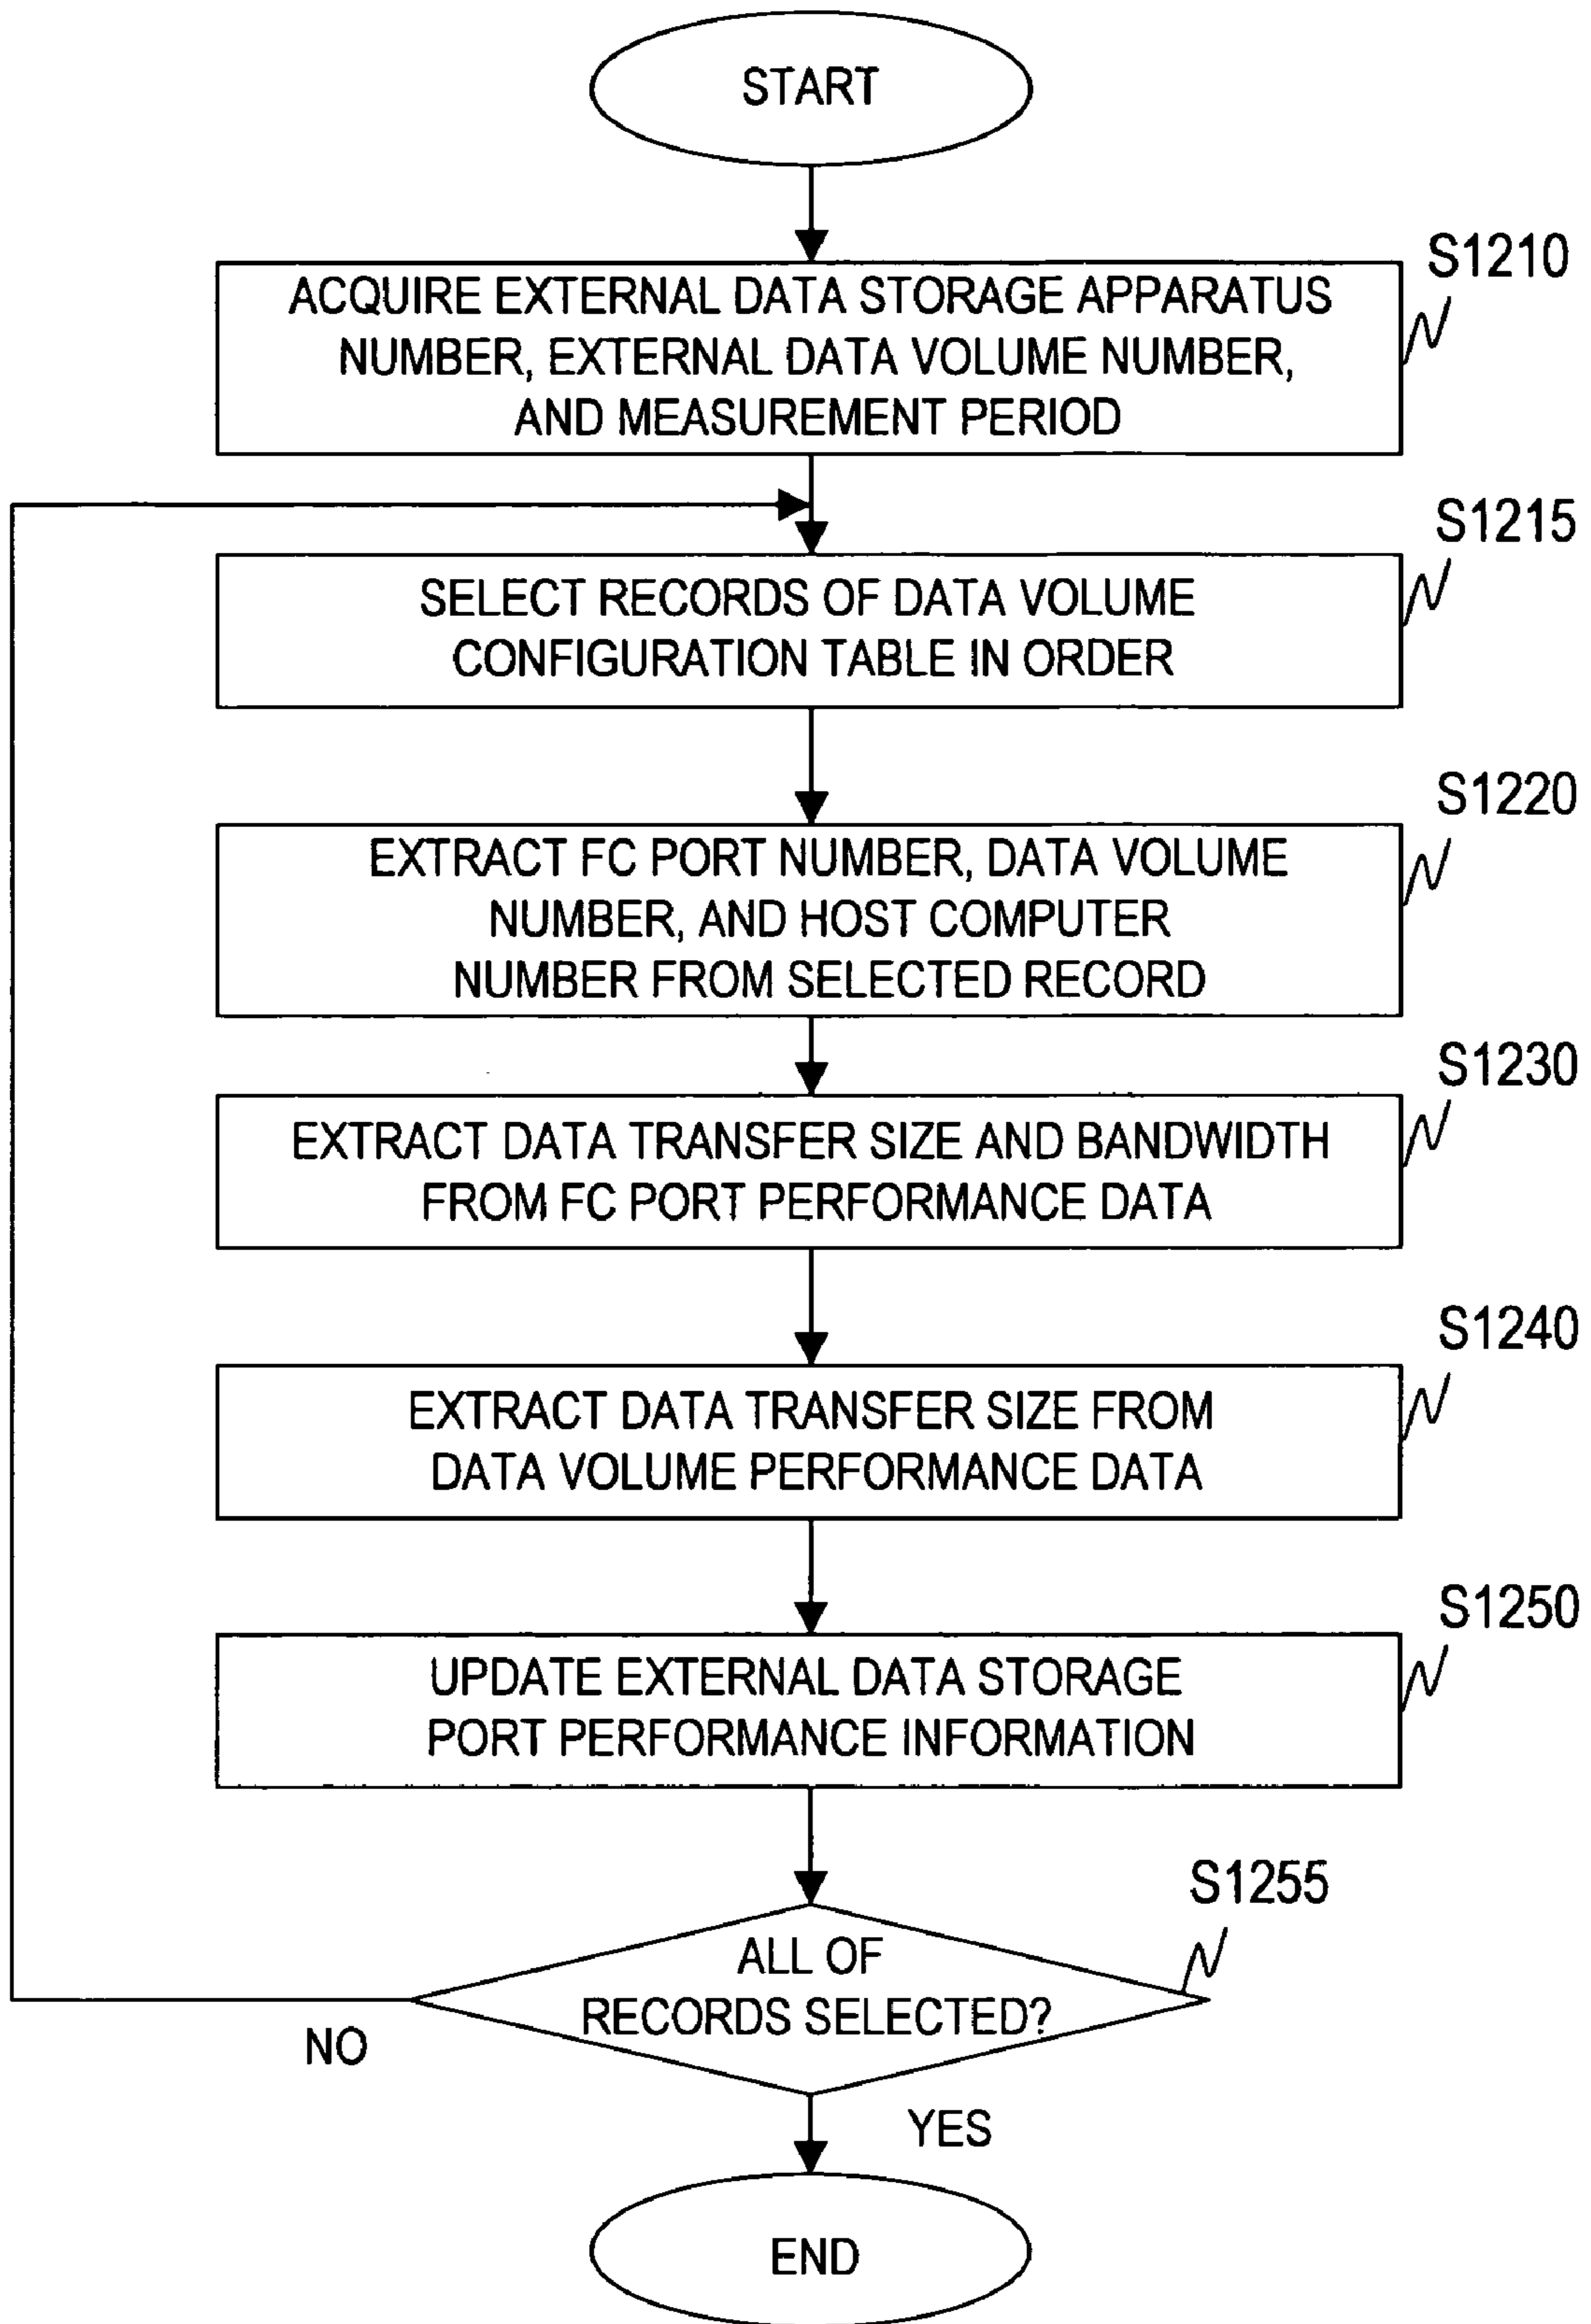 START
S1210
ACQUIRE EXTERNAL DATA STORAGE APPARATUS
NUMBER, EXTERNAL DATA VOLUME NUMBER,
AND MEASUREMENT PERIOD
S1215
SELECT RECORDS OF DATA VOLUME
CONFIGURATION TABLE IN ORDER
S1220
EXTRACT FC PORT NUMBER, DATA VOLUME
NUMBER, AND HOST COMPUTER
NUMBER FROM SELECTED RECORD
S1230
EXTRACT DATA TRANSFER SIZE AND BANDWIDTH
FROM FC PORT PERFORMANCE DATA
S1240
EXTRACT DATA TRANSFER SIZE FROM
DATA VOLUME PERFORMANCE DATA
S1250
UPDATE EXTERNAL DATA STORAGE
PORT PERFORMANCE INFORMATION
S1255
ALL OF
RECORDS SELECTED?
NO
YES
END